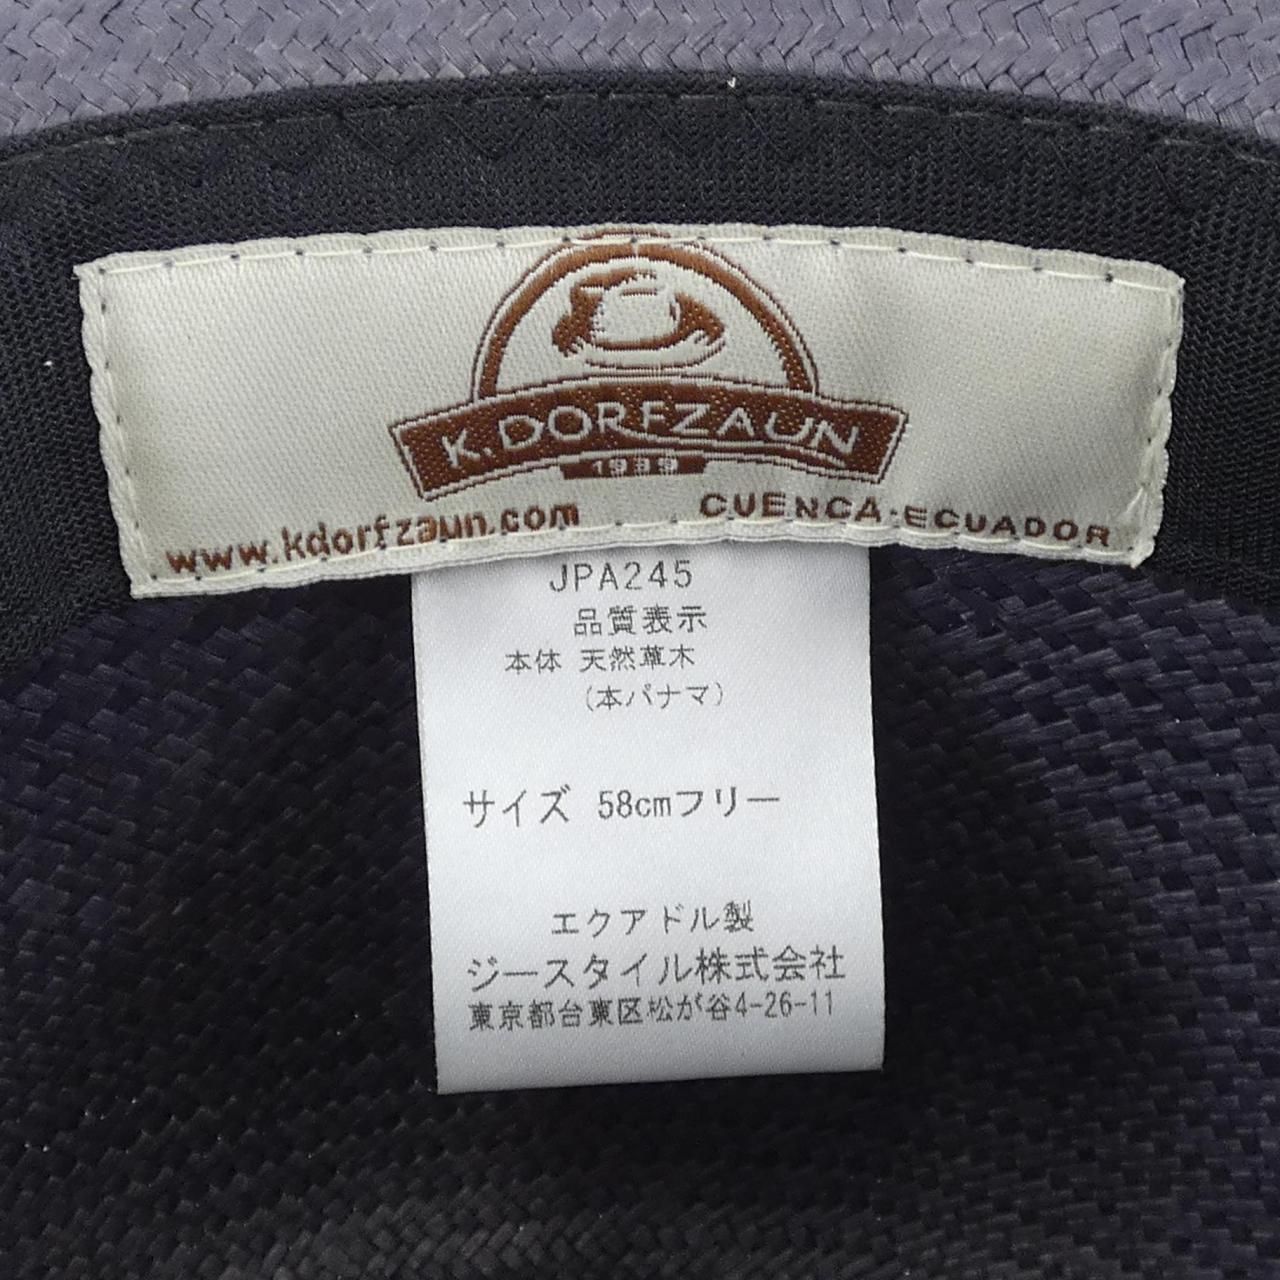 K.DORFZAUN
1939
www.kdorfzaun.com
CUENCA-ECUADOR
JPA245
品質表示
本体 天然草木
(本パナマ)
サイズ 58cmフリー
エクアドル製
ジースタイル株式会社
東京都台東区松が谷4-26-11